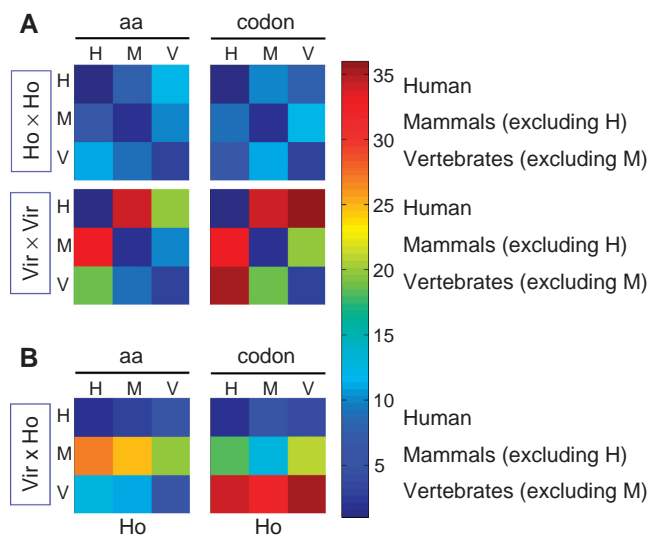 A
aa codon
H M V H M V
Ho × Ho
H
M
V
Vir × Vir
H
M
V
35
30
25
20
15
10
5
Human
Mammals (excluding H)
Vertebrates (excluding M)
Human
Mammals (excluding H)
Vertebrates (excluding M)
B
aa codon
H M V H M V
Vir x Ho
H
M
V
Human
Mammals (excluding H)
Vertebrates (excluding M)
Ho Ho